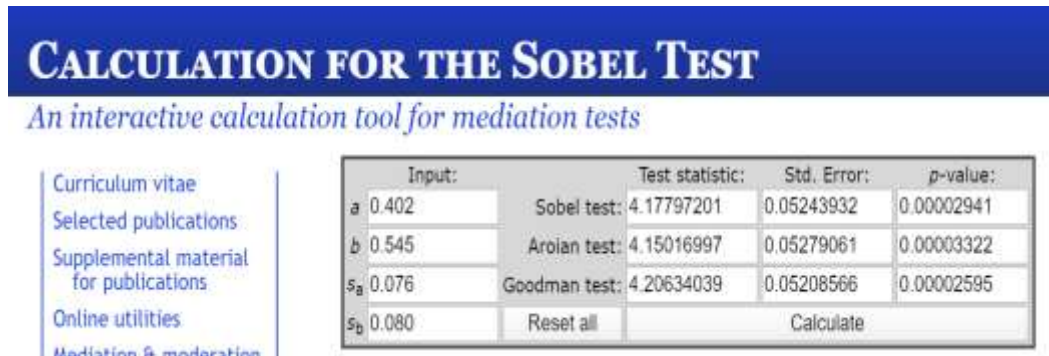 CALCULATION FOR THE SOBEL TEST
An interactive calculation tool for mediation tests
Curriculum vitae
Selected publications
Supplemental material
for publications
Online utilities
Mediation & moderation
Input: Test statistic: Std. Error: p-value:
a 0.402 Sobel test: 4.17797201 0.05243932 0.00002941
b 0.545 Aroian test: 4.15016997 0.05279061 0.00003322
sa 0.076 Goodman test: 4.20634039 0.05208566 0.00002595
sb 0.080 Reset all Calculate